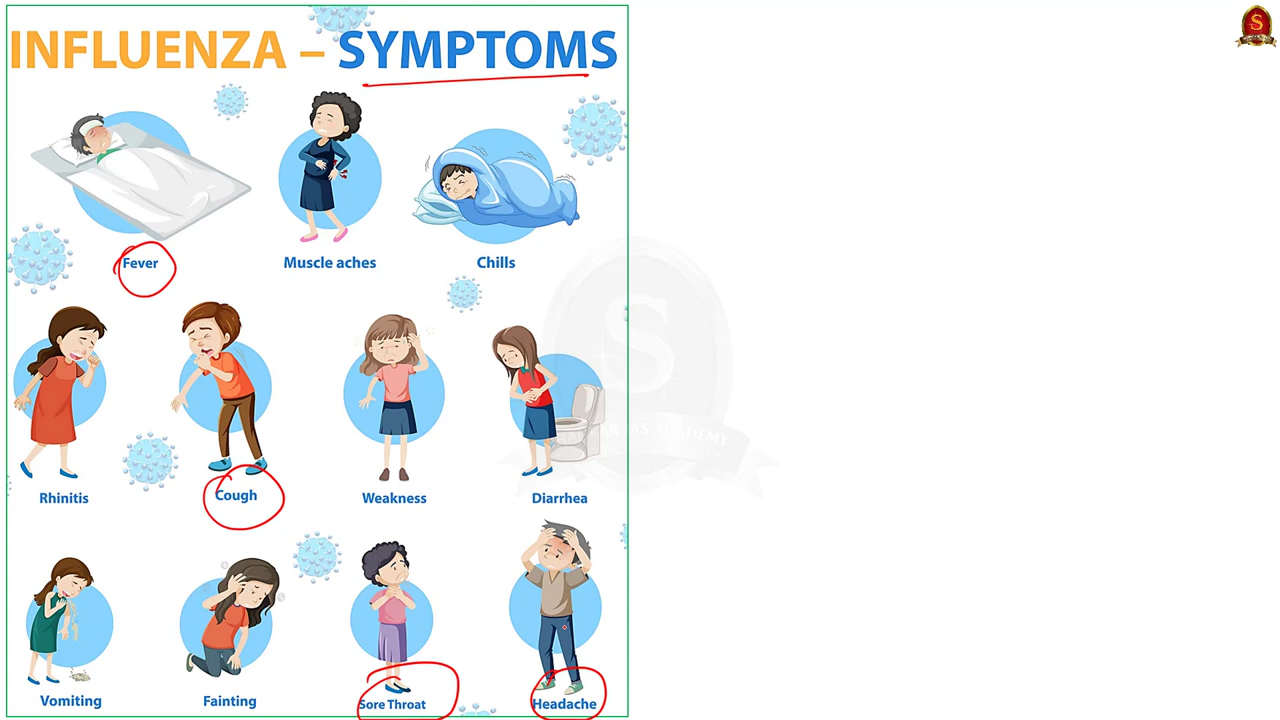 INFLUENZA – SYMPTOMS
S
Fever
Muscle aches
Chills
S
Rhinitis
Cough
Weakness
Diarrhea
Vomiting
Fainting
Sore Throat
Headache